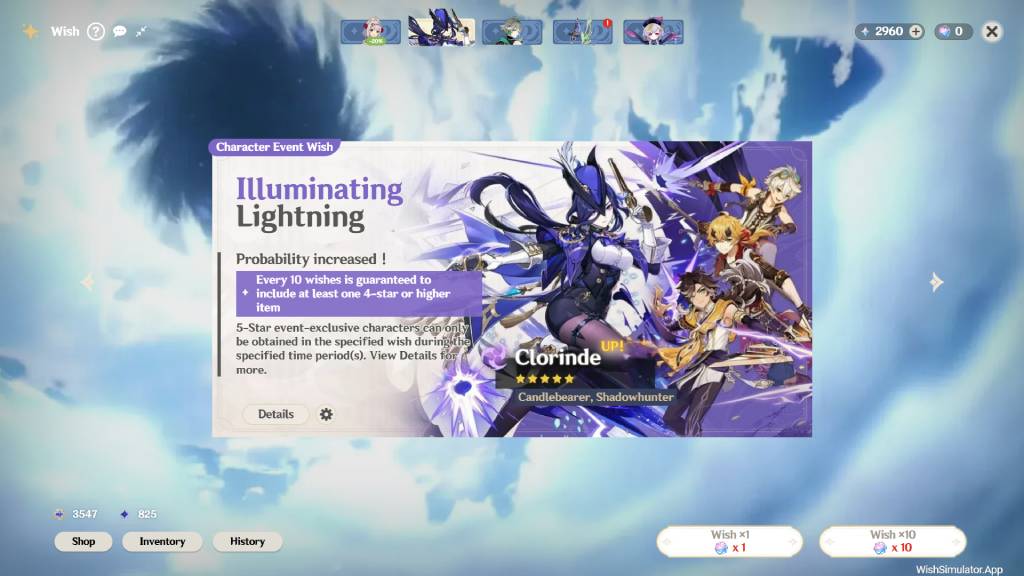 Wish ?
-20%
!
2960 +
0
Character Event Wish
Illuminating
Lightning
Probability increased !
Every 10 wishes is guaranteed to
include at least one 4-star or higher
item
5-Star event-exclusive characters can only
be obtained in the specified wish during the
specified time period(s). View Details for
more.
UP!
Clorinde
Candlebearer, Shadowhunter
Details
3547
825
Shop
Inventory
History
Wish ×1
x 1
Wish ×10
x 10
WishSimulator.App